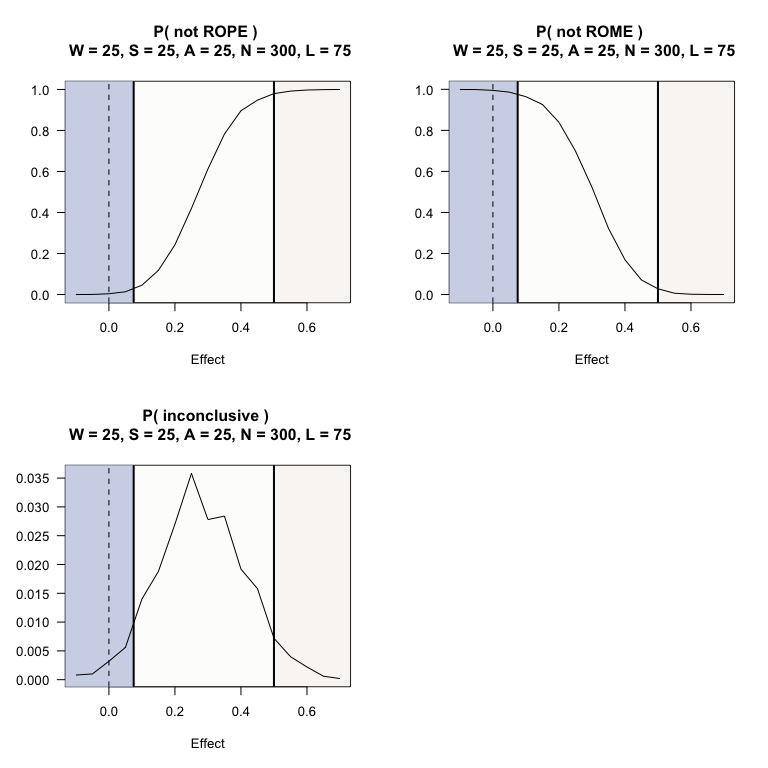 P( not ROPE )
W = 25, S = 25, A = 25, N = 300, L = 75
1.0
0.8
0.6
0.4
0.2
0.0
0.0 0.2 0.4 0.6
Effect
P( not ROME )
W = 25, S = 25, A = 25, N = 300, L = 75
1.0
0.8
0.6
0.4
0.2
0.0
0.0 0.2 0.4 0.6
Effect
P( inconclusive )
W = 25, S = 25, A = 25, N = 300, L = 75
0.035
0.030
0.025
0.020
0.015
0.010
0.005
0.000
0.0 0.2 0.4 0.6
Effect